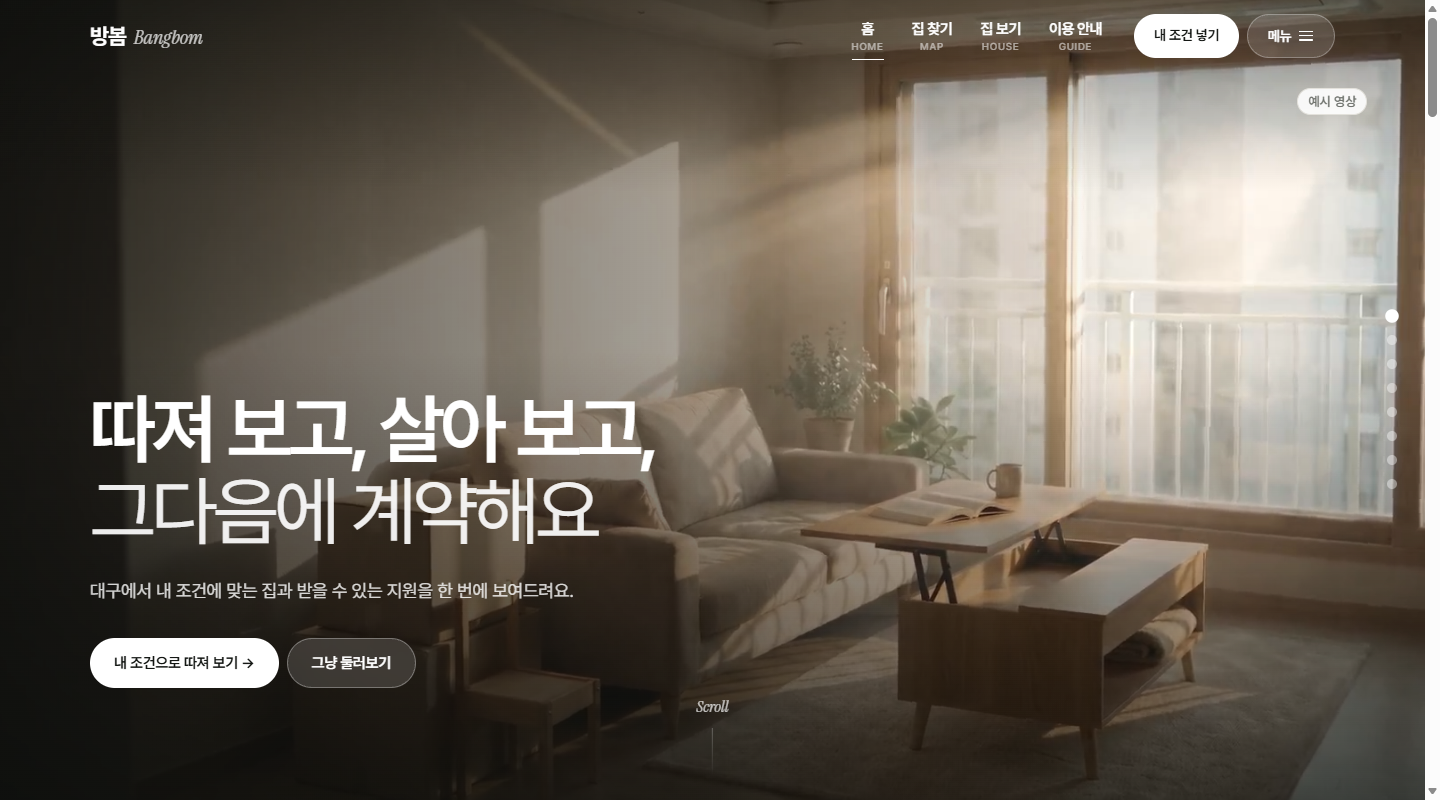 방봄 Bangbom
홈 집 찾기 집 보기 이용 안내
HOME MAP HOUSE GUIDE
내 조건 넣기
메뉴
예시 영상
따져 보고, 살아 보고,
그다음에 계약해요
대구에서 내 조건에 맞는 집과 받을 수 있는 지원을 한 번에 보여드려요.
내 조건으로 따져 보기 →
그냥 둘러보기
Scroll